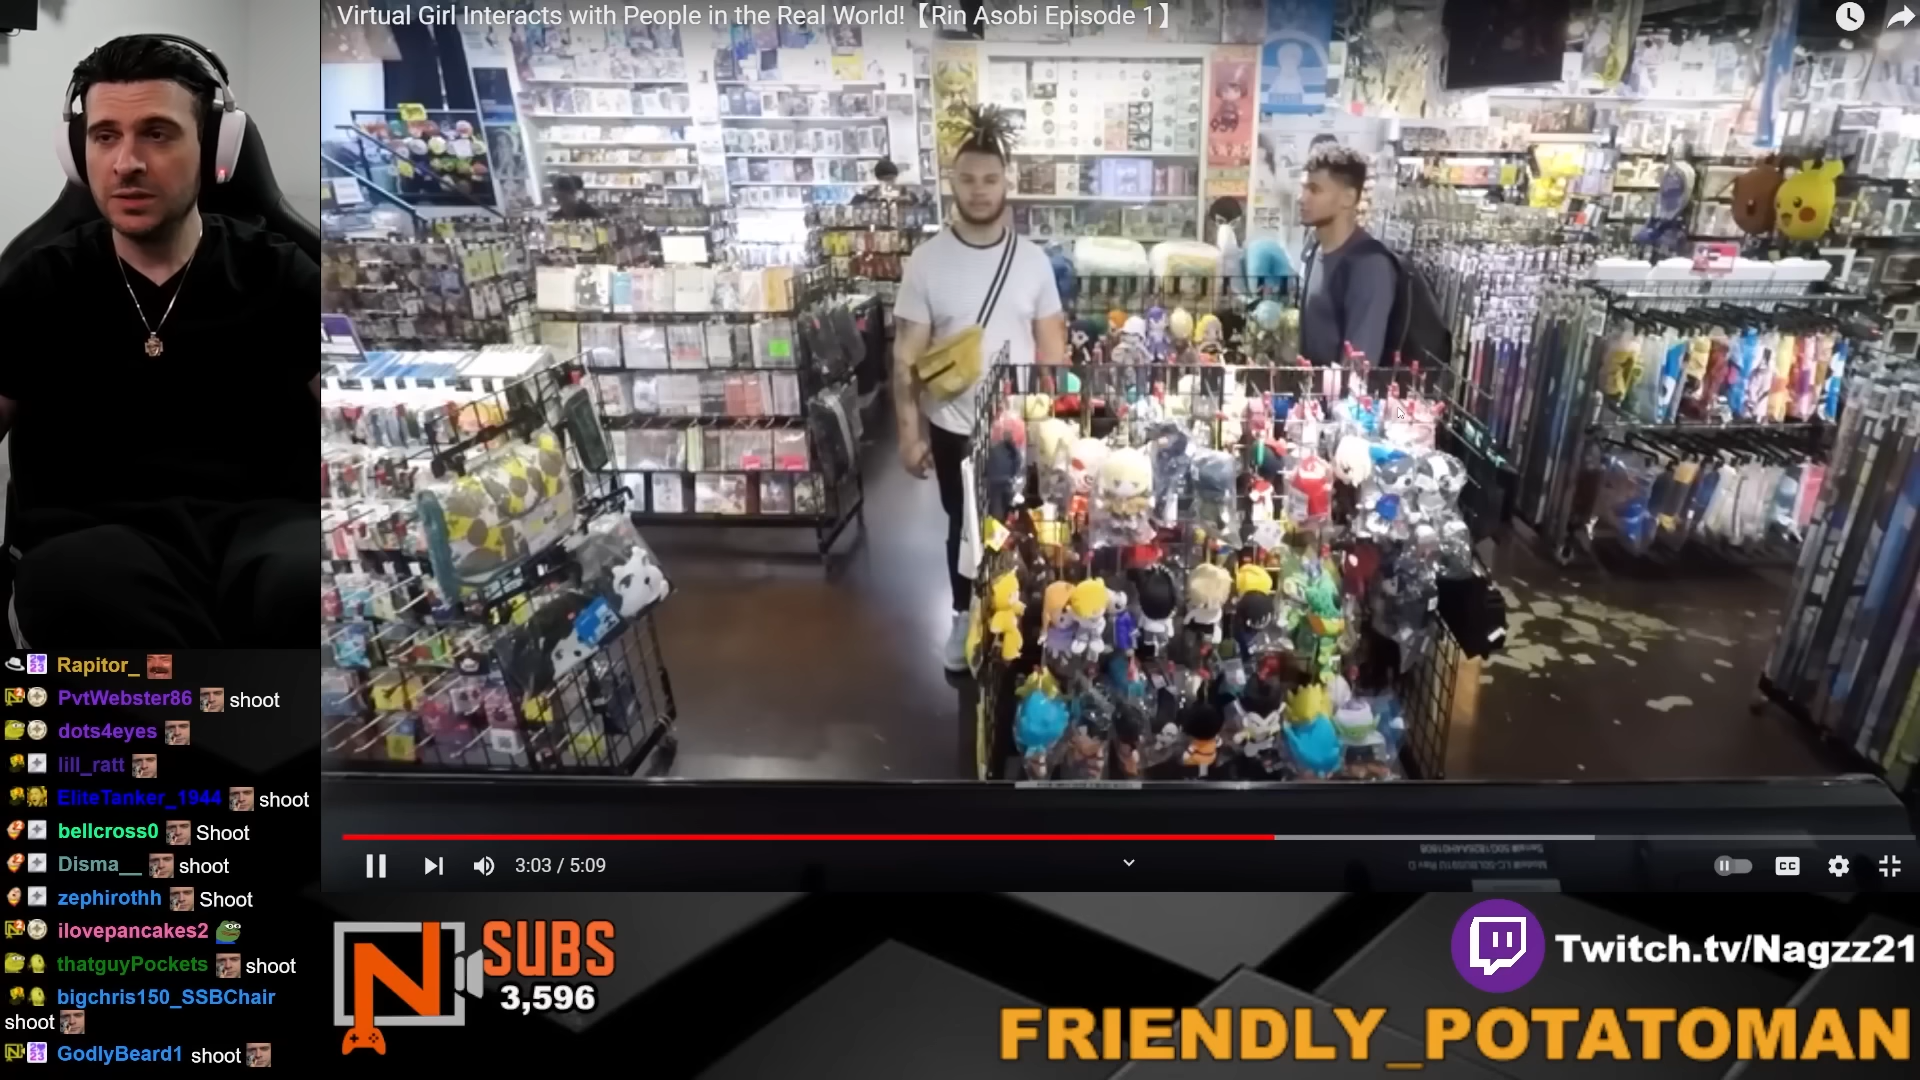 Virtual Girl Interacts with People in the Real World!【Rin Asobi Episode 1】
Rapitor_
PvtWebster86 shoot
dots4eyes
lill_ratt
EliteTanker_1944 shoot
bellcross0 Shoot
Disma__ shoot
zephirothh Shoot
ilovepancakes2
thatguyPockets shoot
bigchris150_SSBChair
shoot
GodlyBeard1 shoot
3:03 / 5:09
CC
N SUBS
3,596
Twitch.tv/Nagzz21
FRIENDLY_POTATOMAN